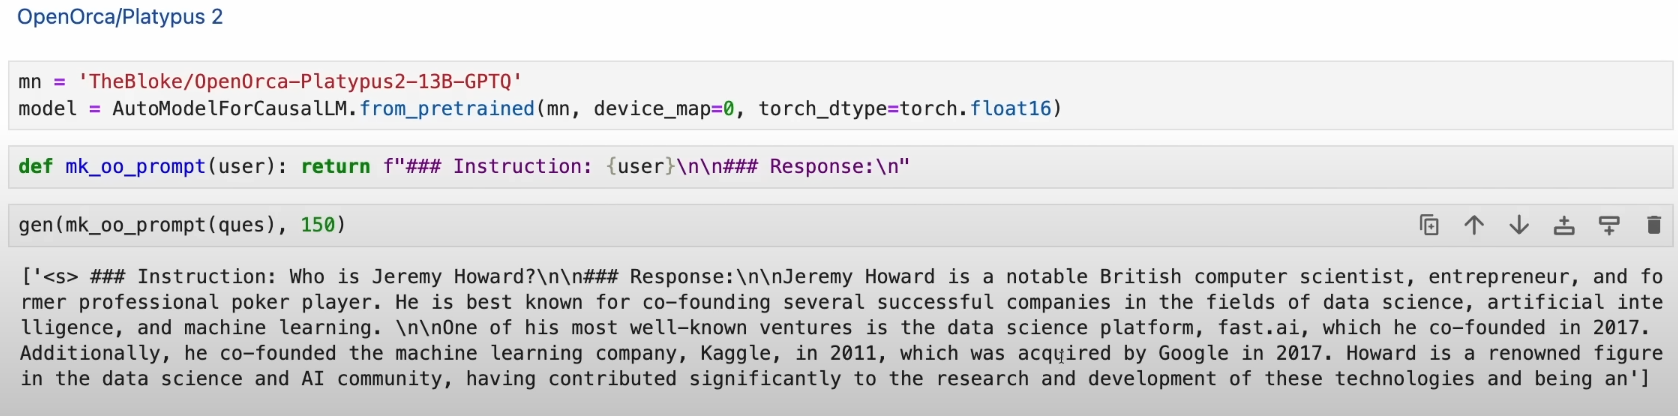 OpenOrca/Platypus 2
mn = 'TheBloke/OpenOrca-Platypus2-13B-GPTQ'
model = AutoModelForCausalLM.from_pretrained(mn, device_map=0, torch_dtype=torch.float16)
def mk_oo_prompt(user): return f"### Instruction: {user}\n\n### Response:\n"
gen(mk_oo_prompt(ques), 150)
['<s> ### Instruction: Who is Jeremy Howard?\n\n### Response:\n\nJeremy Howard is a notable British computer scientist, entrepreneur, and fo
rmer professional poker player. He is best known for co-founding several successful companies in the fields of data science, artificial inte
lligence, and machine learning. \n\nOne of his most well-known ventures is the data science platform, fast.ai, which he co-founded in 2017.
Additionally, he co-founded the machine learning company, Kaggle, in 2011, which was acquired by Google in 2017. Howard is a renowned figure
in the data science and AI community, having contributed significantly to the research and development of these technologies and being an']